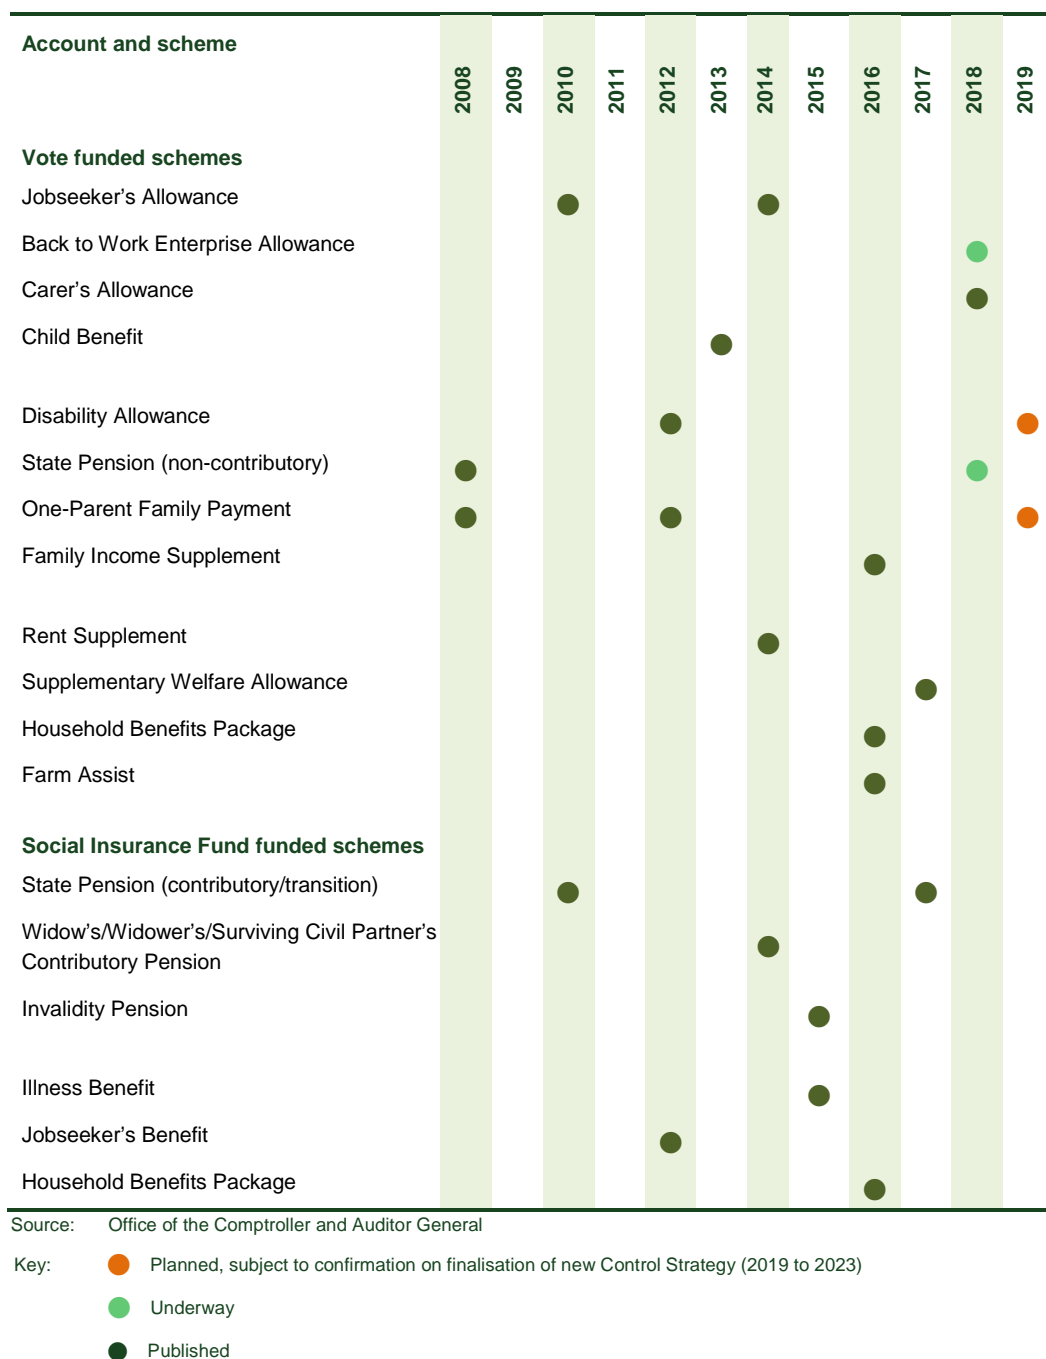 Account and scheme
2008 2009 2010 2011 2012 2013 2014 2015 2016 2017 2018 2019
Vote funded schemes
Jobseeker’s Allowance
Back to Work Enterprise Allowance
Carer’s Allowance
Child Benefit
Disability Allowance
State Pension (non-contributory)
One-Parent Family Payment
Family Income Supplement
Rent Supplement
Supplementary Welfare Allowance
Household Benefits Package
Farm Assist
Social Insurance Fund funded schemes
State Pension (contributory/transition)
Widow’s/Widower’s/Surviving Civil Partner’s
Contributory Pension
Invalidity Pension
Illness Benefit
Jobseeker’s Benefit
Household Benefits Package
Source: Office of the Comptroller and Auditor General
Key: Planned, subject to confirmation on finalisation of new Control Strategy (2019 to 2023)
Underway
Published